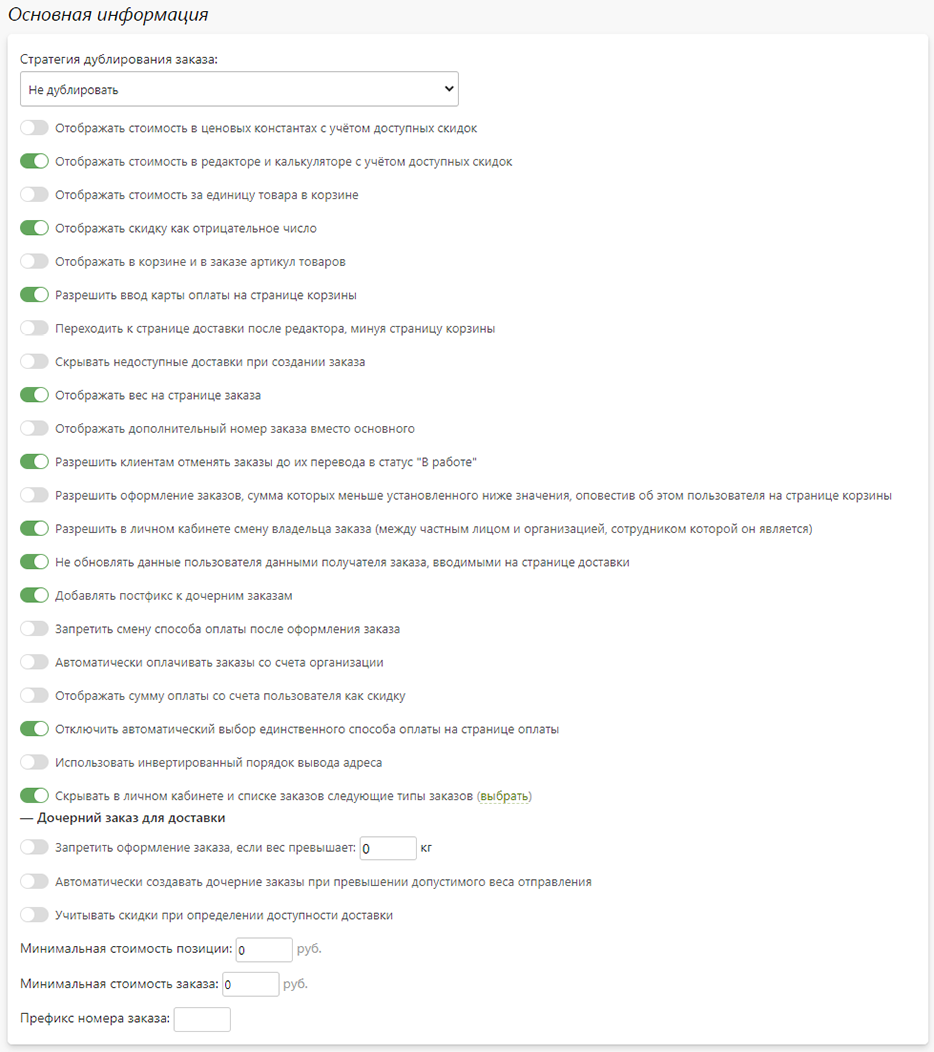 Основная информация
Стратегия дублирования заказа:
Не дублировать
Отображать стоимость в ценовых константах с учётом доступных скидок
Отображать стоимость в редакторе и калькуляторе с учётом доступных скидок
Отображать стоимость за единицу товара в корзине
Отображать скидку как отрицательное число
Отображать в корзине и в заказе артикул товаров
Разрешить ввод карты оплаты на странице корзины
Переходить к странице доставки после редактора, минуя страницу корзины
Скрывать недоступные доставки при создании заказа
Отображать вес на странице заказа
Отображать дополнительный номер заказа вместо основного
Разрешить клиентам отменять заказы до их перевода в статус "В работе"
Разрешить оформление заказов, сумма которых меньше установленного ниже значения, оповестив об этом пользователя на странице корзины
Разрешить в личном кабинете смену владельца заказа (между частным лицом и организацией, сотрудником которой он является)
Не обновлять данные пользователя данными получателя заказа, вводимыми на странице доставки
Добавлять постфикс к дочерним заказам
Запретить смену способа оплаты после оформления заказа
Автоматически оплачивать заказы со счета организации
Отображать сумму оплаты со счета пользователя как скидку
Отключить автоматический выбор единственного способа оплаты на странице оплаты
Использовать инвертированный порядок вывода адреса
Скрывать в личном кабинете и списке заказов следующие типы заказов (выбрать)
— Дочерний заказ для доставки
Запретить оформление заказа, если вес превышает: 0 кг
Автоматически создавать дочерние заказы при превышении допустимого веса отправления
Учитывать скидки при определении доступности доставки
Минимальная стоимость позиции: 0 руб.
Минимальная стоимость заказа: 0 руб.
Префикс номера заказа: